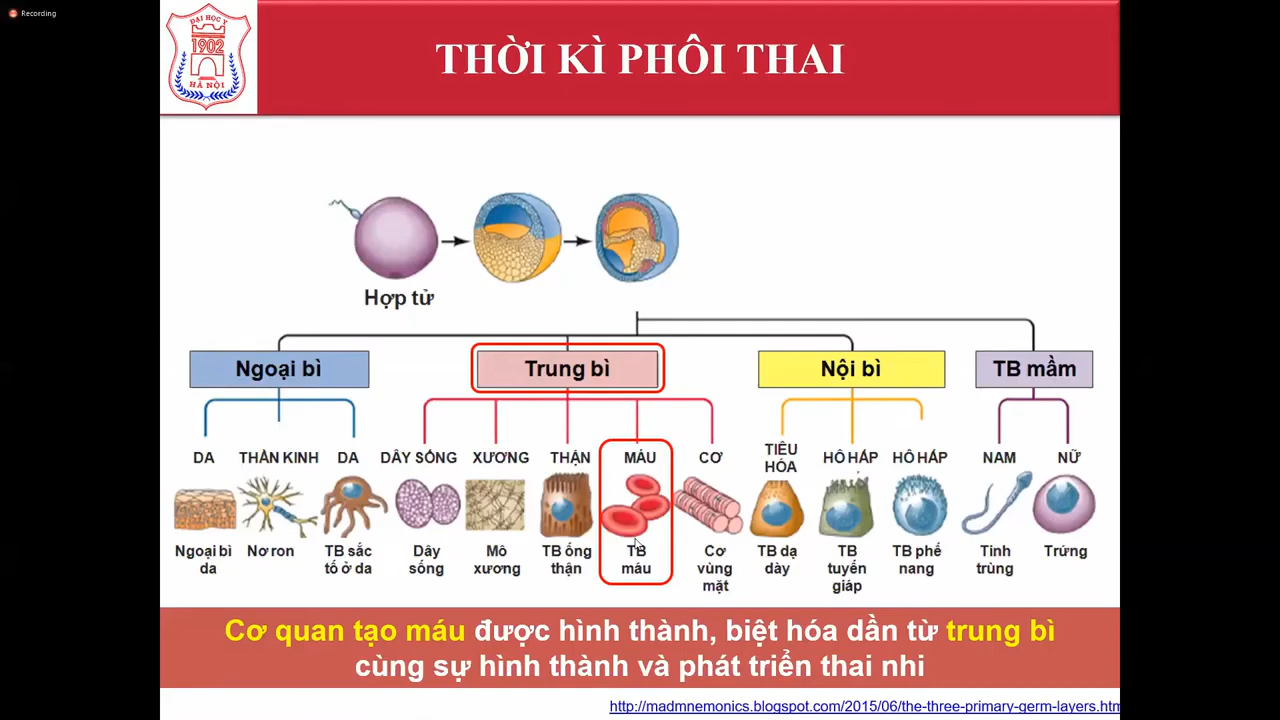 Recording
ĐẠI HỌC Y
1902
HÀ NỘI
THỜI KÌ PHÔI THAI
Hợp tử
Ngoại bì
Trung bì
Nội bì
TB mầm
DA
THẦN KINH
DA
DÂY SỐNG
XƯƠNG
THẬN
MÁU
CƠ
TIÊU
HÓA
HÔ HẤP
HÔ HẤP
NAM
NỮ
Ngoại bì
da
Nơ ron
TB sắc
tố ở da
Dây
sống
Mô
xương
TB ống
thận
TB
máu
Cơ
vùng
mặt
TB dạ
dày
TB
tuyến
giáp
TB phế
nang
Tinh
trùng
Trứng
Cơ quan tạo máu được hình thành, biệt hóa dần từ trung bì
cùng sự hình thành và phát triển thai nhi
http://madmnemonics.blogspot.com/2015/06/the-three-primary-germ-layers.htm